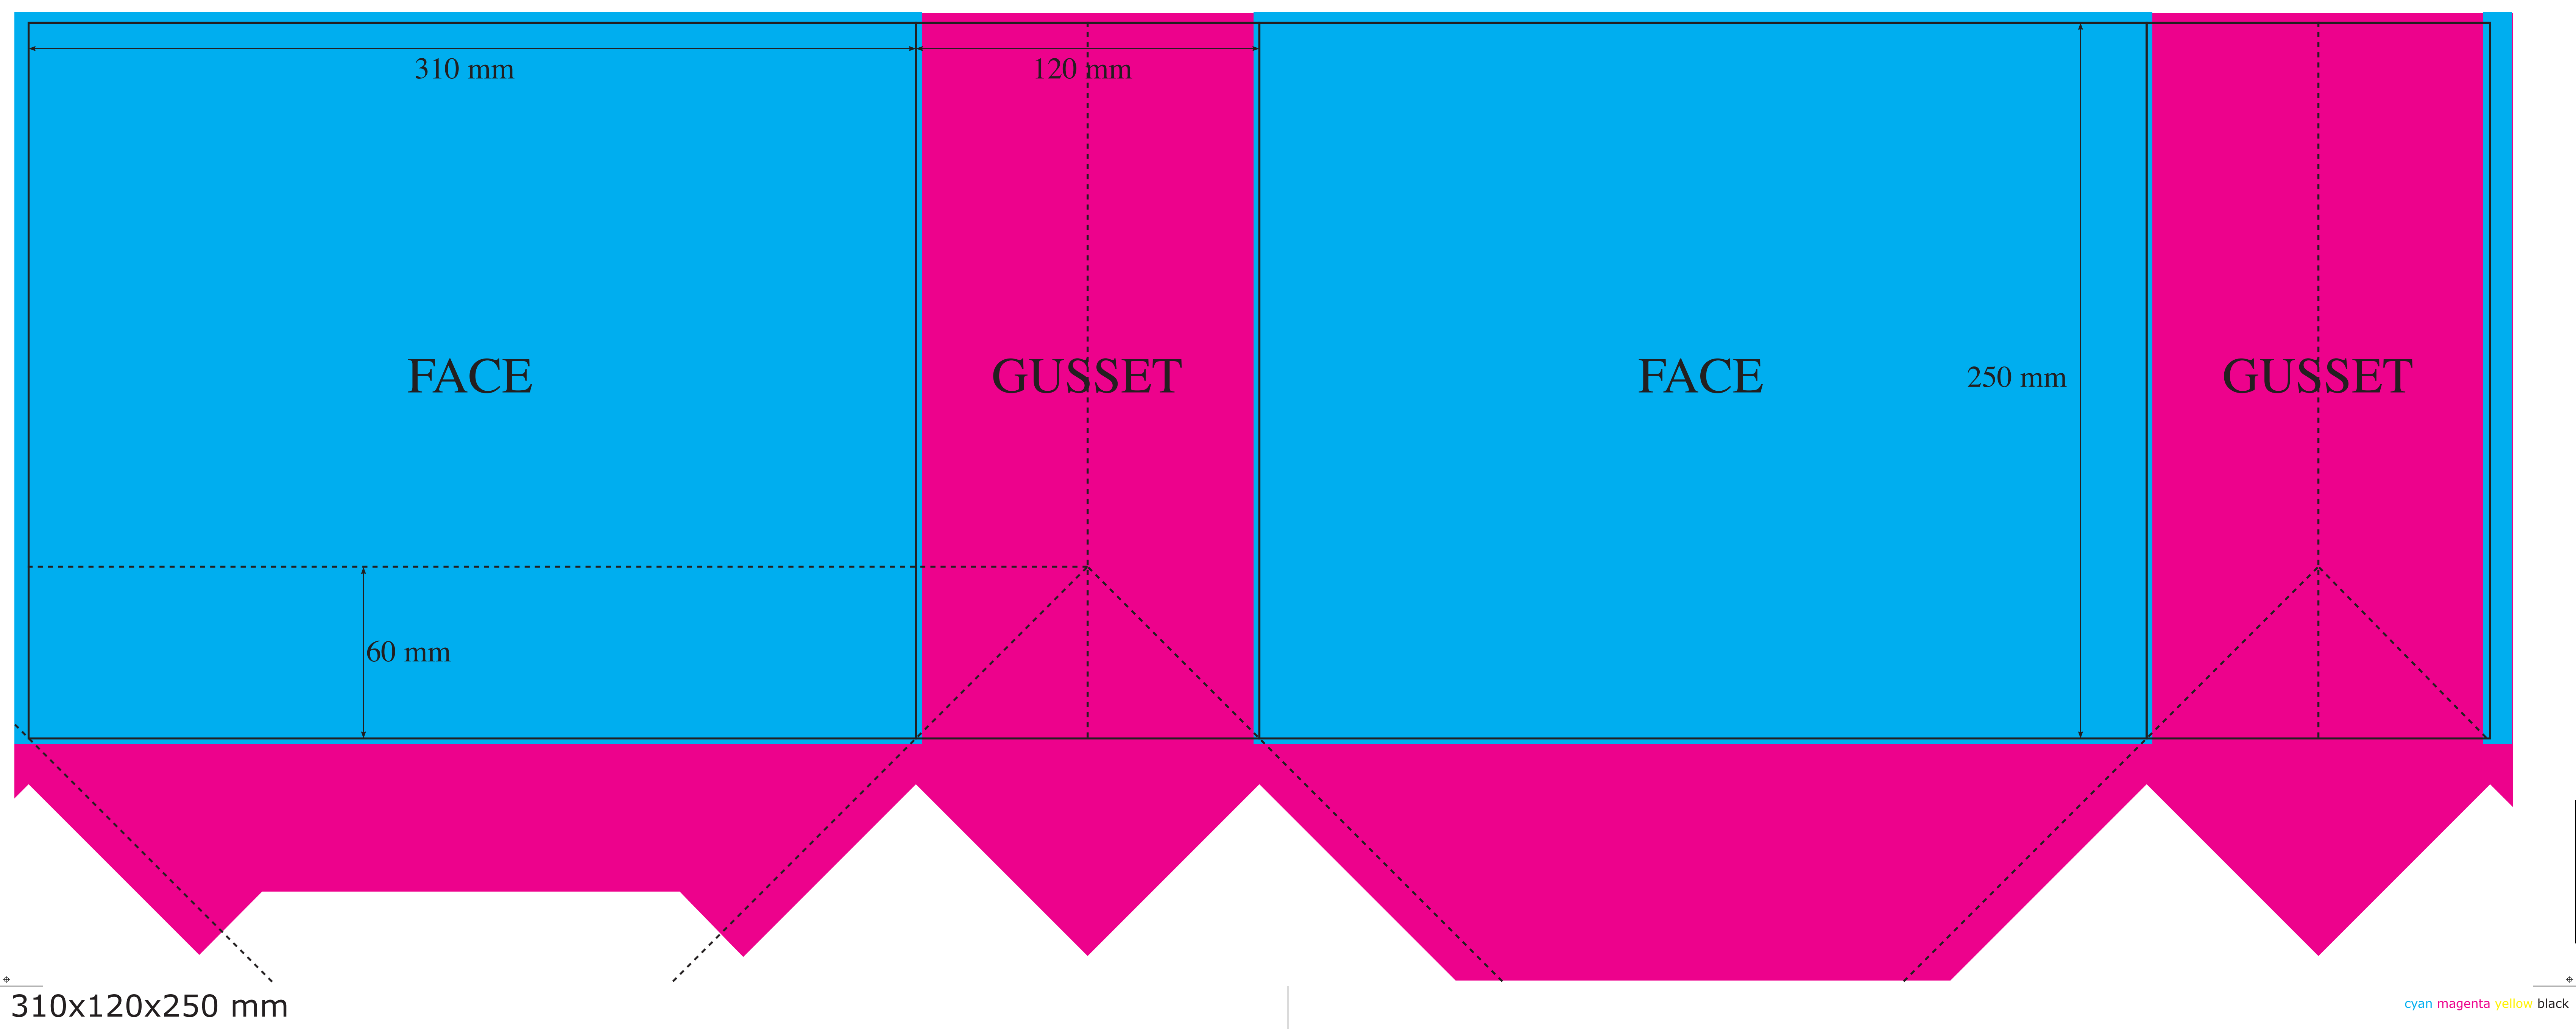 310 mm
120 mm
FACE
GUSSET
FACE
250 mm
GUSSET
60 mm
310x120x250 mm
cyan magenta yellow black